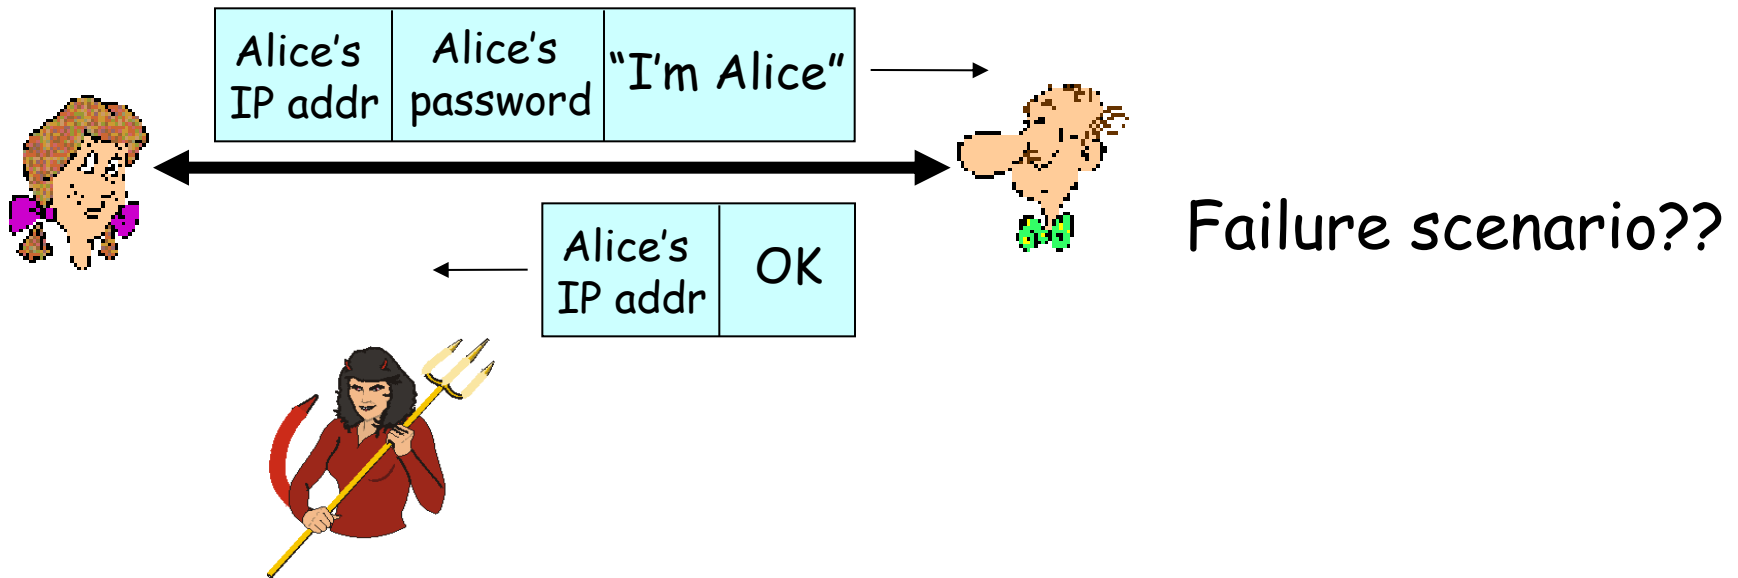 Alice’s
IP addr
Alice’s
password
“I’m Alice”
Alice’s
IP addr
OK
Failure scenario??